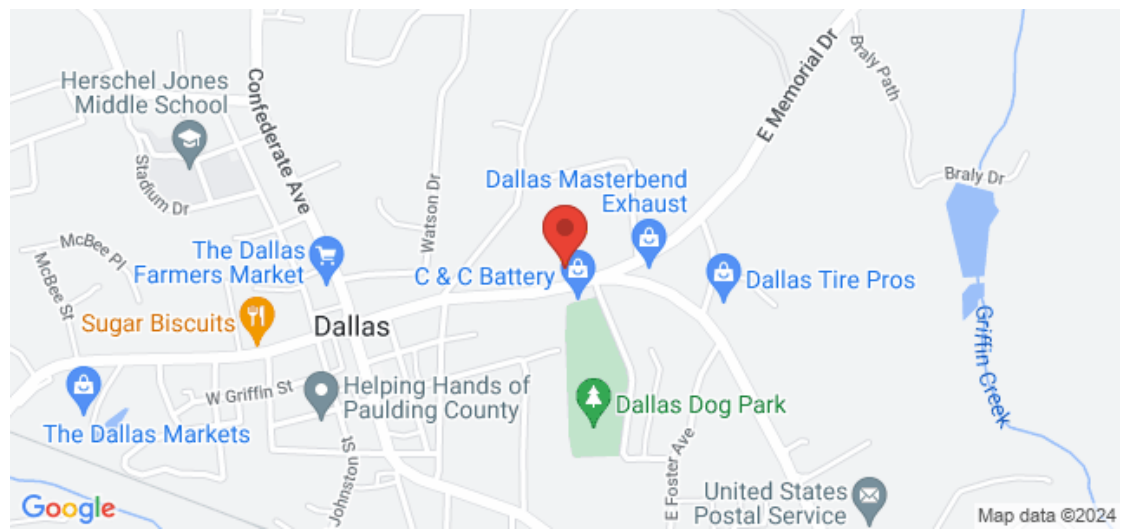 Herschel Jones
Middle School
Confederate Ave
E Memorial Dr
Braly Path
Stadium Dr
Watson Dr
Braly Dr
Dallas Masterbend
Exhaust
McBee Pl
McBee St
The Dallas
Farmers Market
C & C Battery
Dallas Tire Pros
Sugar Biscuits
Dallas
Griffin Creek
W Griffin St
Helping Hands of
Paulding County
Dallas Dog Park
The Dallas Markets
Johnston St
E Foster Ave
United States
Postal Service
Google
Map data ©2024